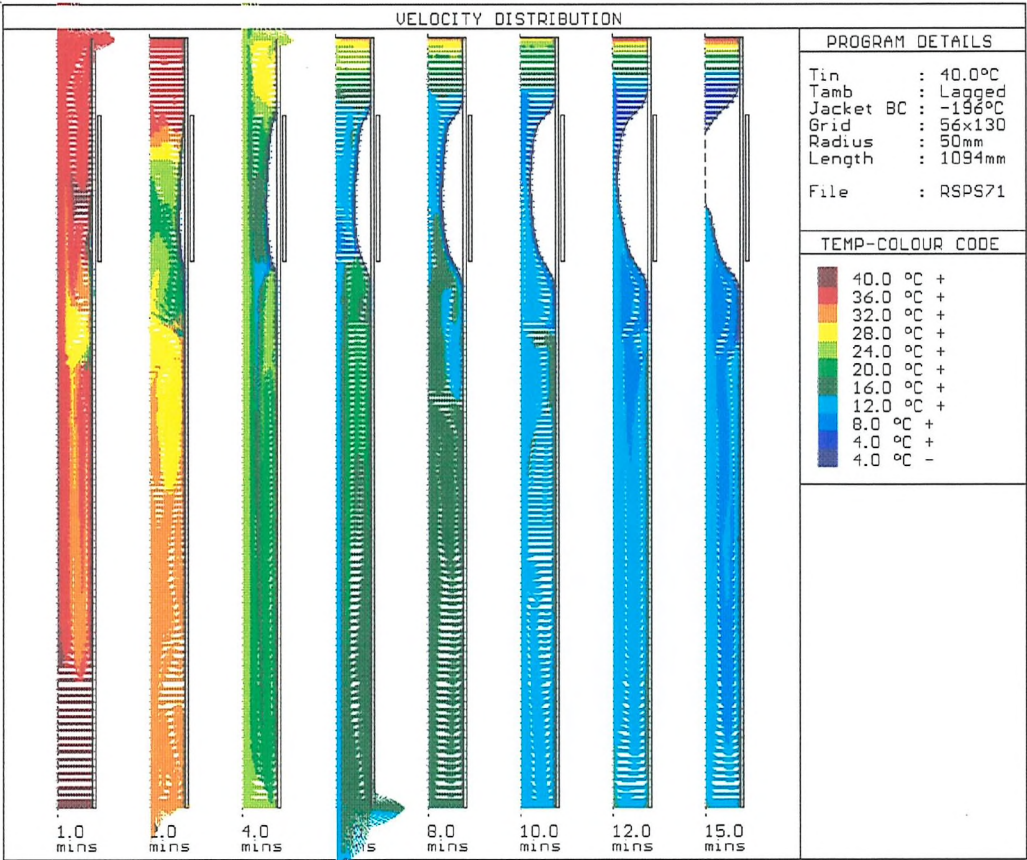 VELOCITY DISTRIBUTION
PROGRAM DETAILS
Tin : 40.0°C
Tamb : Lagged
Jacket BC : -196°C
Grid : 56x130
Radius : 50mm
Length : 1094mm
File : RSPS71
TEMP-COLOUR CODE
40.0 °C +
36.0 °C +
32.0 °C +
28.0 °C +
24.0 °C +
20.0 °C +
16.0 °C +
12.0 °C +
8.0 °C +
4.0 °C +
4.0 °C -
1.0 4.0 8.0 10.0 12.0 15.0
mins mins mins mins mins mins